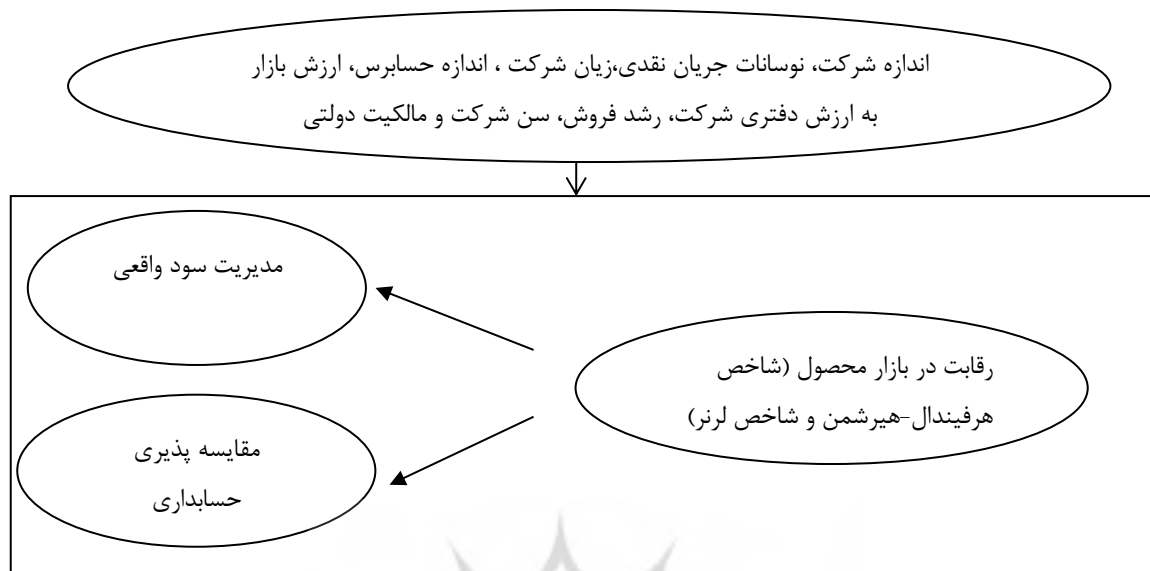 اندازه شرکت، نوسانات جریان نقدی،زیان شرکت ، اندازه حسابرس، ارزش بازار
به ارزش دفتری شرکت، رشد فروش، سن شرکت و مالکیت دولتی
مدیریت سود واقعی
رقابت در بازار محصول (شاخص
هرفیندال-هیرشمن و شاخص لرنر)
مقایسه پذیری
حسابداری